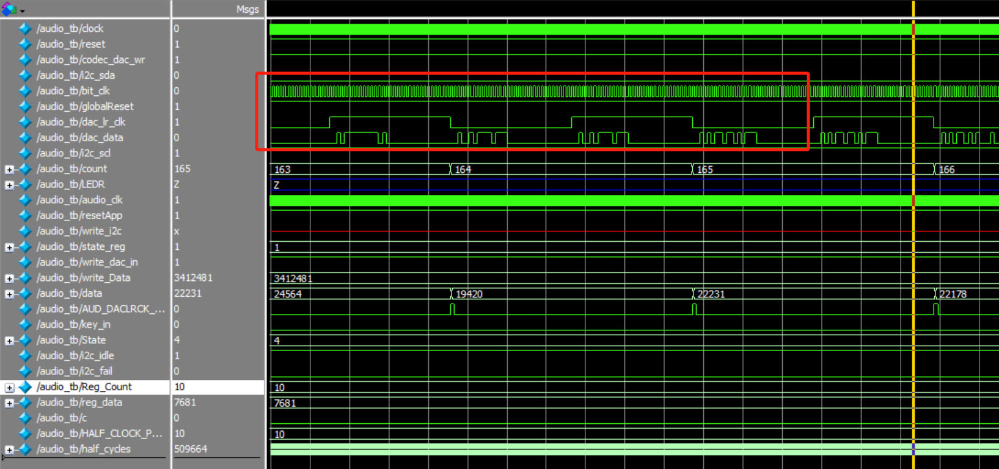 Msgs
/audio_tb/clock 0
/audio_tb/reset 1
/audio_tb/codec_dac_wr 1
/audio_tb/i2c_sda 0
/audio_tb/bit_clk 0
/audio_tb/globalReset 1
/audio_tb/dac_lr_clk 1
/audio_tb/dac_data 0
/audio_tb/i2c_scl 1
/audio_tb/count 165 163 164 165 166
/audio_tb/LEDR Z Z
/audio_tb/audio_clk 1
/audio_tb/resetApp 1
/audio_tb/write_i2c x
/audio_tb/state_reg 1 1
/audio_tb/write_dac_in 1
/audio_tb/write_Data 3412481 3412481
/audio_tb/data 22231 24564 19420 22231 22178
/audio_tb/AUD_DACLRCK_... 0
/audio_tb/key_in 0
/audio_tb/State 4 4
/audio_tb/i2c_idle 1
/audio_tb/i2c_fail 0
/audio_tb/Reg_Count 10 10
/audio_tb/reg_data 7681 7681
/audio_tb/c 0
/audio_tb/HALF_CLOCK_P... 10 10
/audio_tb/half_cycles 509664